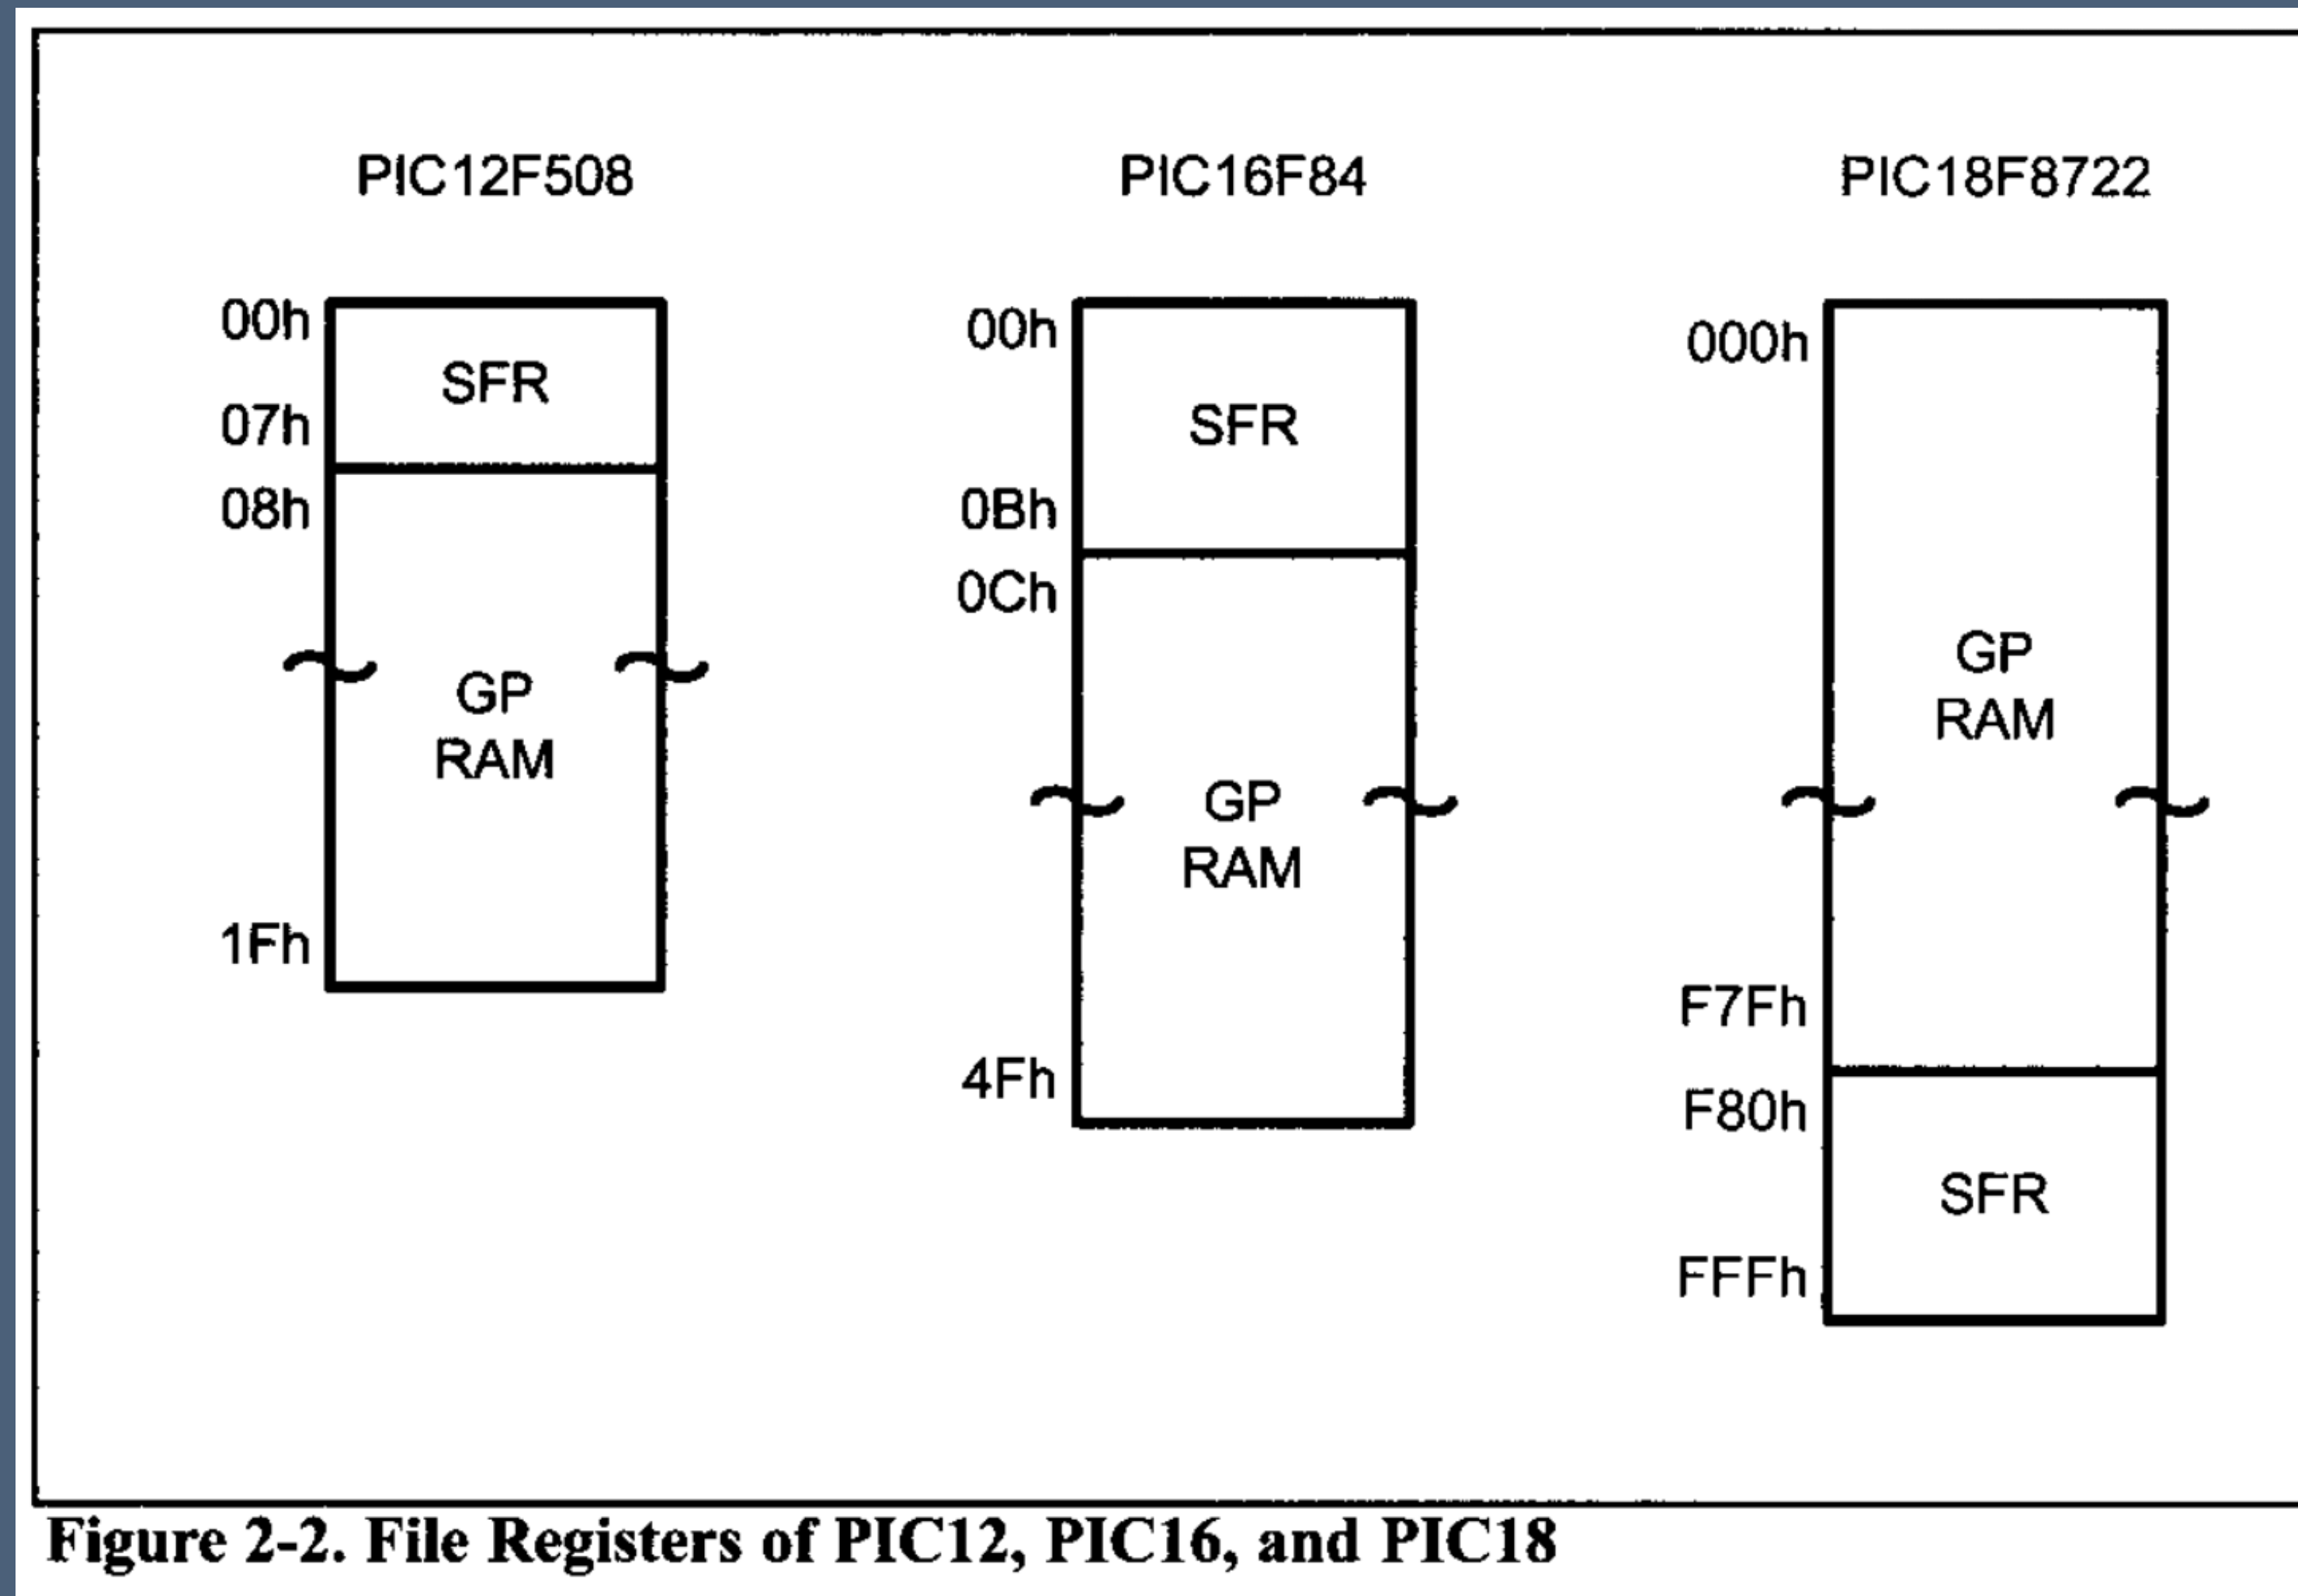 PIC12F508
00h
SFR
07h
08h
GP
RAM
1Fh
PIC16F84
00h
SFR
0Bh
0Ch
GP
RAM
4Fh
PIC18F8722
000h
GP
RAM
F7Fh
F80h
SFR
FFFh
Figure 2-2. File Registers of PIC12, PIC16, and PIC18